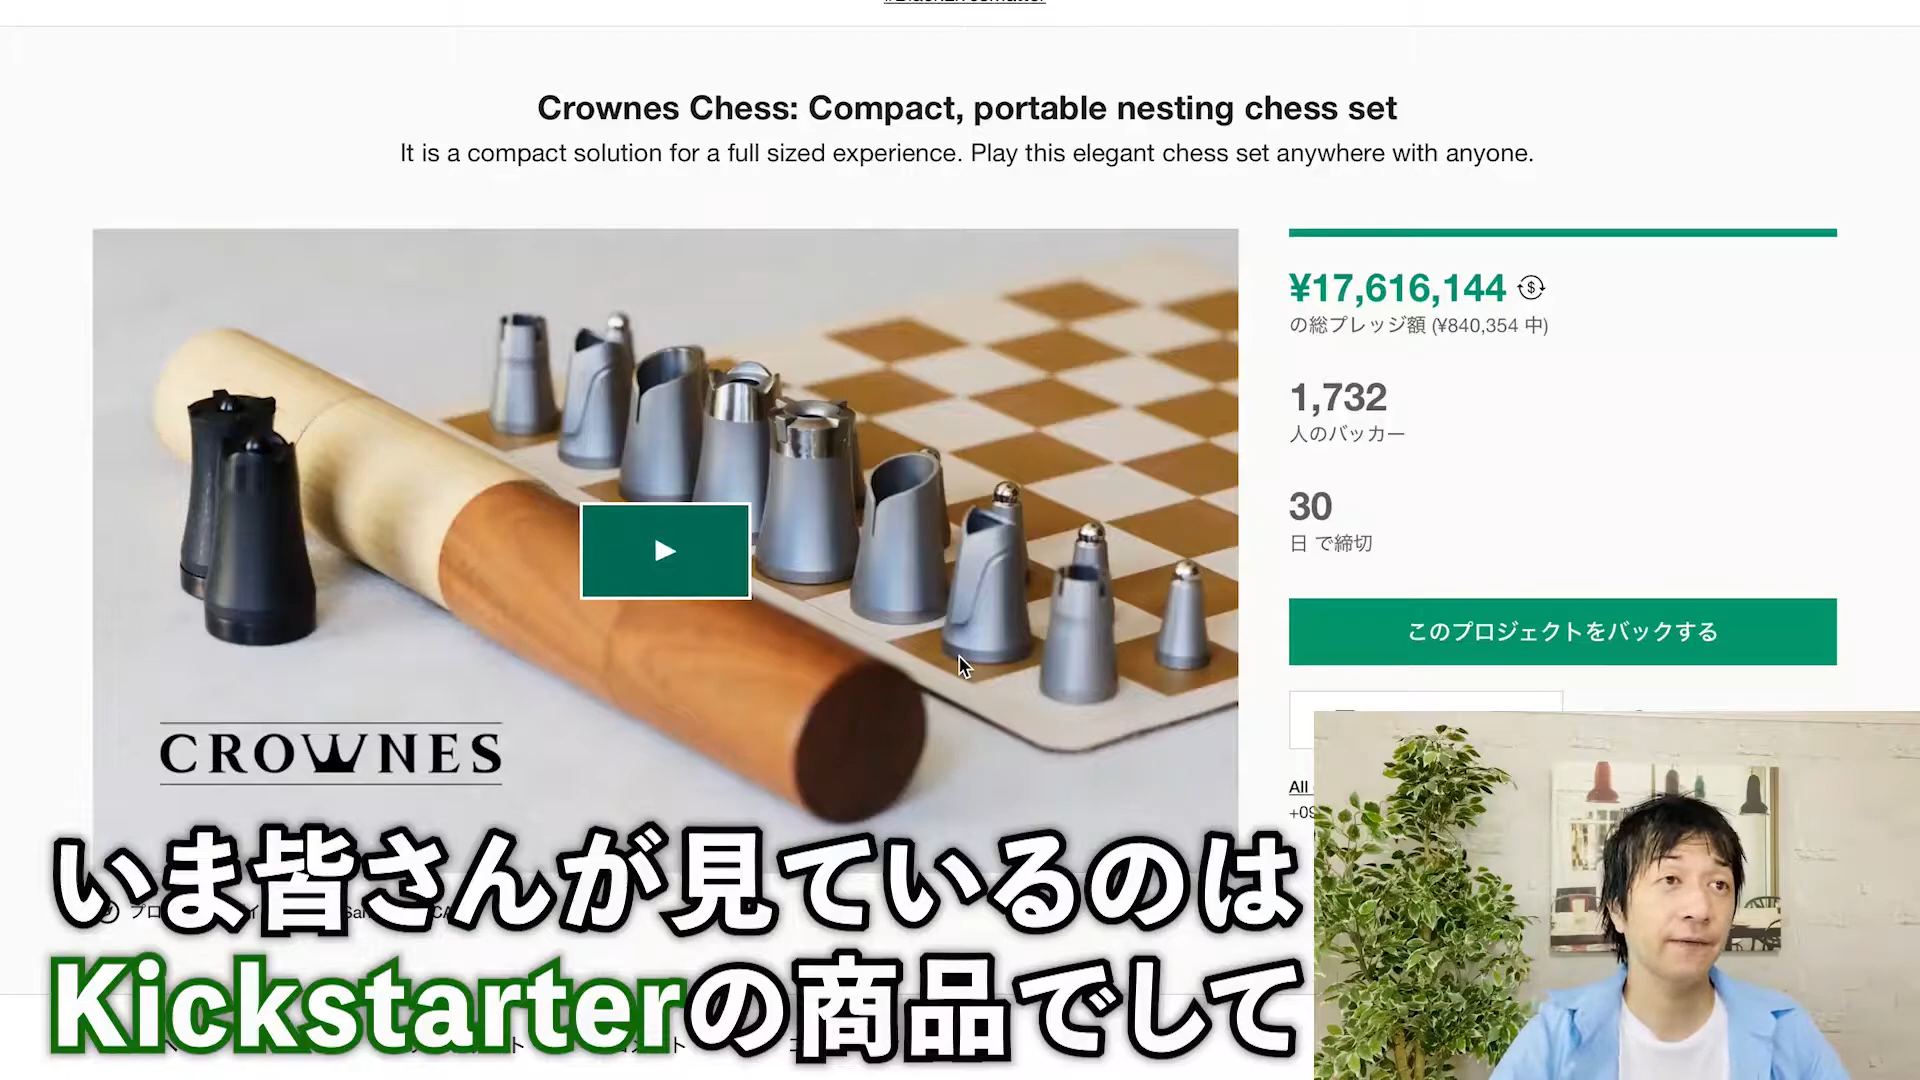 Crownes Chess: Compact, portable nesting chess set
It is a compact solution for a full sized experience. Play this elegant chess set anywhere with anyone.
¥17,616,144
の総プレッジ額 (¥840,354 中)
1,732
人のバッカー
30
日 で締切
このプロジェクトをバックする
CROWNES
All
いま皆さんが見ているのは
Kickstarterの商品でして